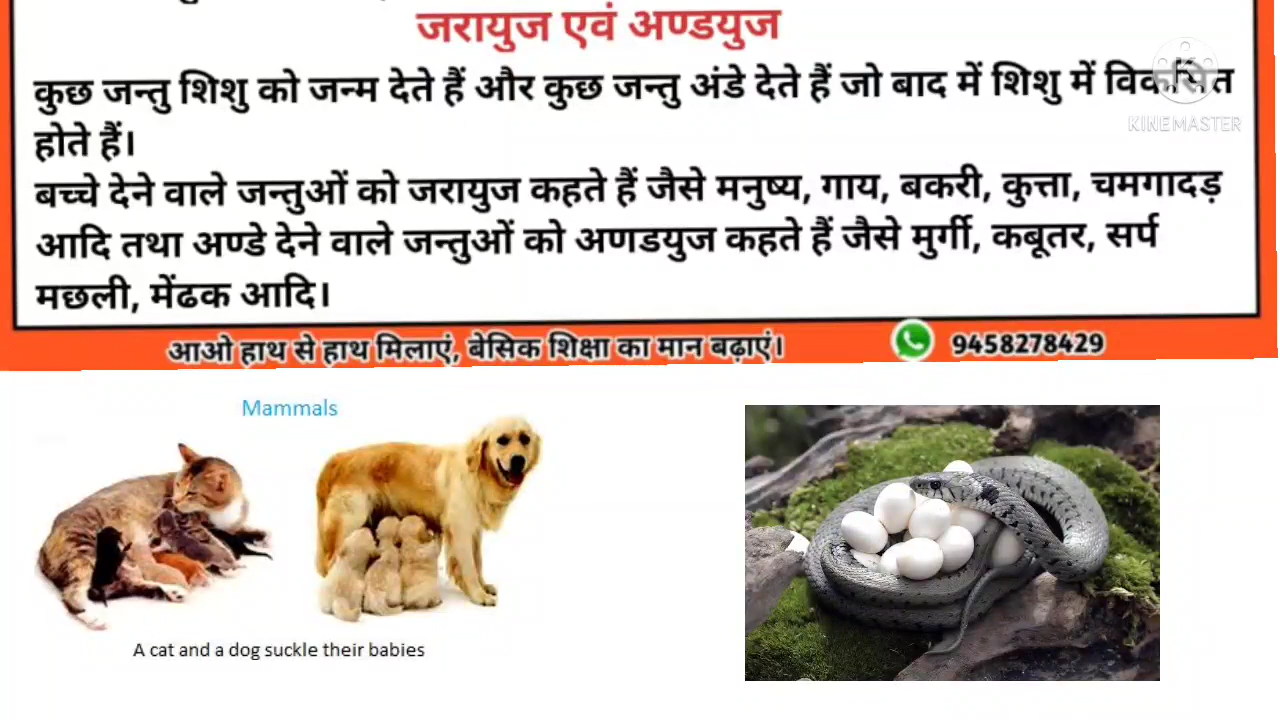 जरायुज एवं अण्डयुज
कुछ जन्तु शिशु को जन्म देते हैं और कुछ जन्तु अंडे देते हैं जो बाद में शिशु में विकसित
होते हैं।
बच्चे देने वाले जन्तुओं को जरायुज कहते हैं जैसे मनुष्य, गाय, बकरी, कुत्ता, चमगादड़
आदि तथा अण्डे देने वाले जन्तुओं को अणडयुज कहते हैं जैसे मुर्गी, कबूतर, सर्प
मछली, मेंढक आदि।
KINEMASTER
आओ हाथ से हाथ मिलाएं, बेसिक शिक्षा का मान बढ़ाएं।
9458278429
Mammals
A cat and a dog suckle their babies